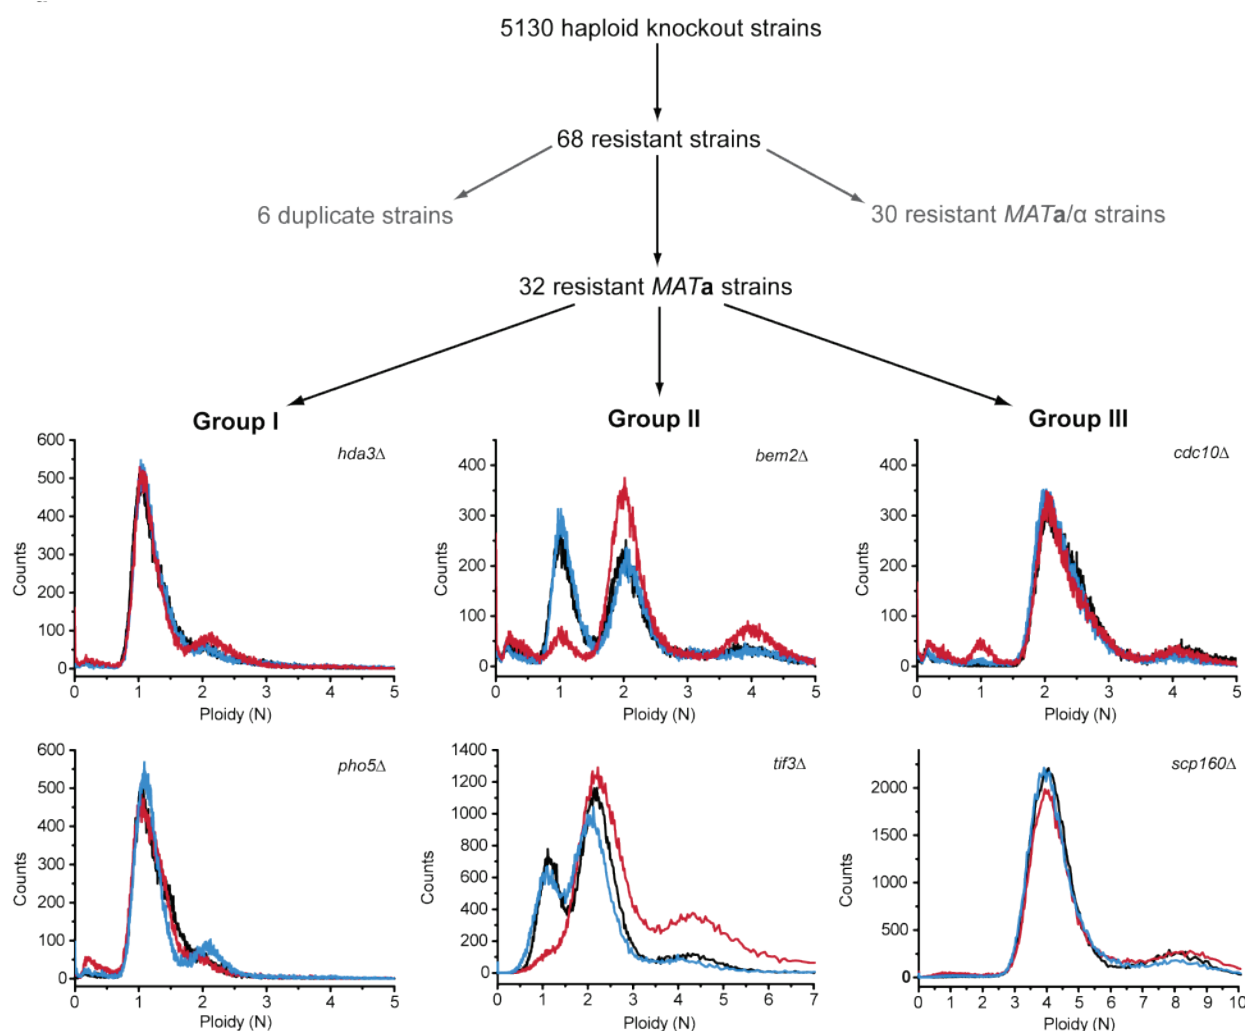 5130 haploid knockout strains
68 resistant strains
6 duplicate strains
30 resistant MATa/α strains
32 resistant MATa strains
Group I
Group II
Group III
hda3Δ
600
500
400
300
200
100
0
Counts
0 1 2 3 4 5
Ploidy (N)
bem2Δ
400
300
200
100
0
Counts
0 1 2 3 4 5
Ploidy (N)
cdc10Δ
400
300
200
100
0
Counts
0 1 2 3 4 5
Ploidy (N)
pho5Δ
600
500
400
300
200
100
0
Counts
0 1 2 3 4 5
Ploidy (N)
tif3Δ
1400
1200
1000
800
600
400
200
0
Counts
0 1 2 3 4 5 6 7
Ploidy (N)
scp160Δ
2000
1500
1000
500
0
Counts
0 1 2 3 4 5 6 7 8 9 10
Ploidy (N)